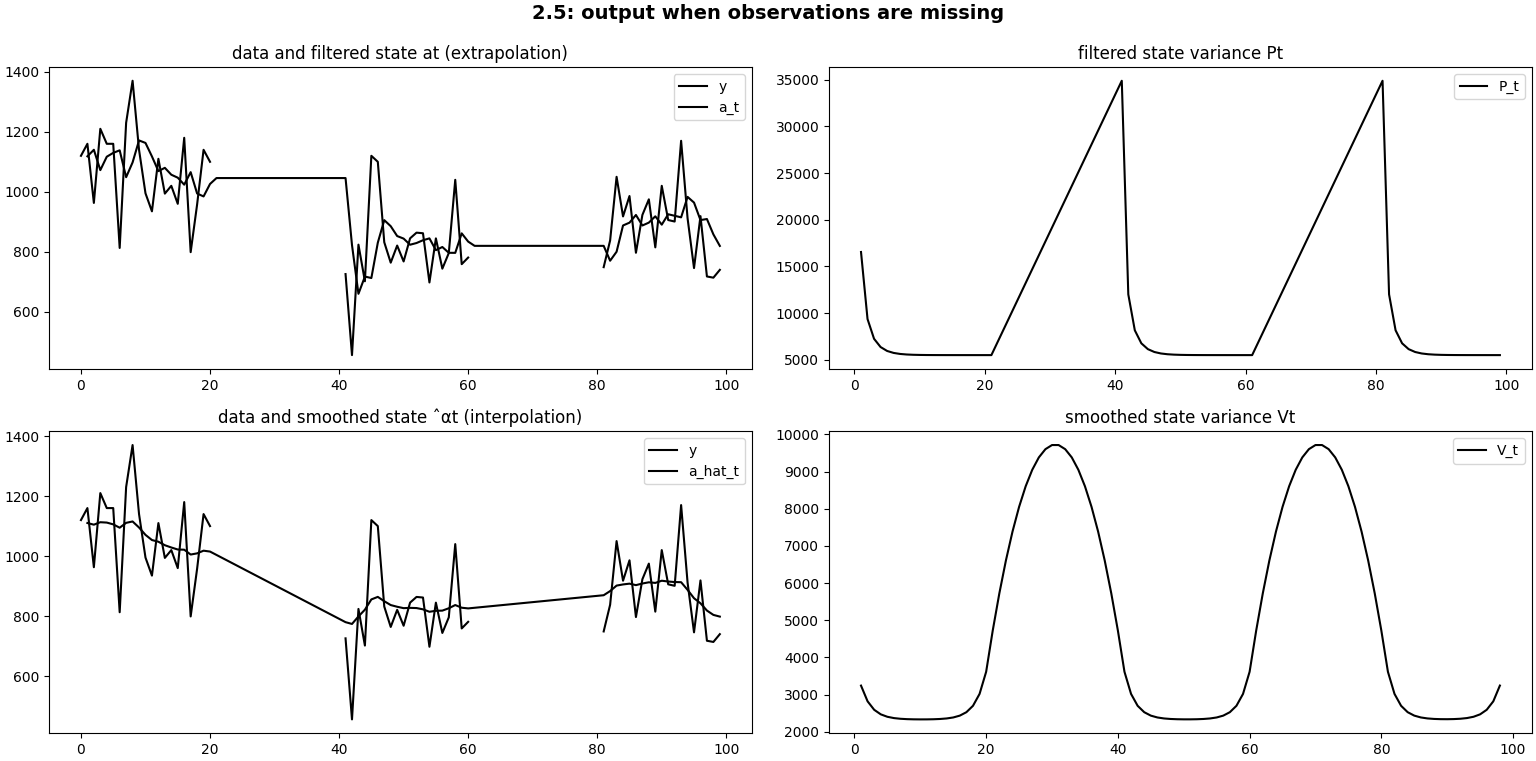 2.5: output when observations are missing
data and filtered state at (extrapolation)
1400
1200
1000
800
600
0 20 40 60 80 100
y
a_t
filtered state variance Pt
35000
30000
25000
20000
15000
10000
5000
0 20 40 60 80 100
P_t
data and smoothed state ˆαt (interpolation)
1400
1200
1000
800
600
0 20 40 60 80 100
y
a_hat_t
smoothed state variance Vt
10000
9000
8000
7000
6000
5000
4000
3000
2000
0 20 40 60 80 100
V_t